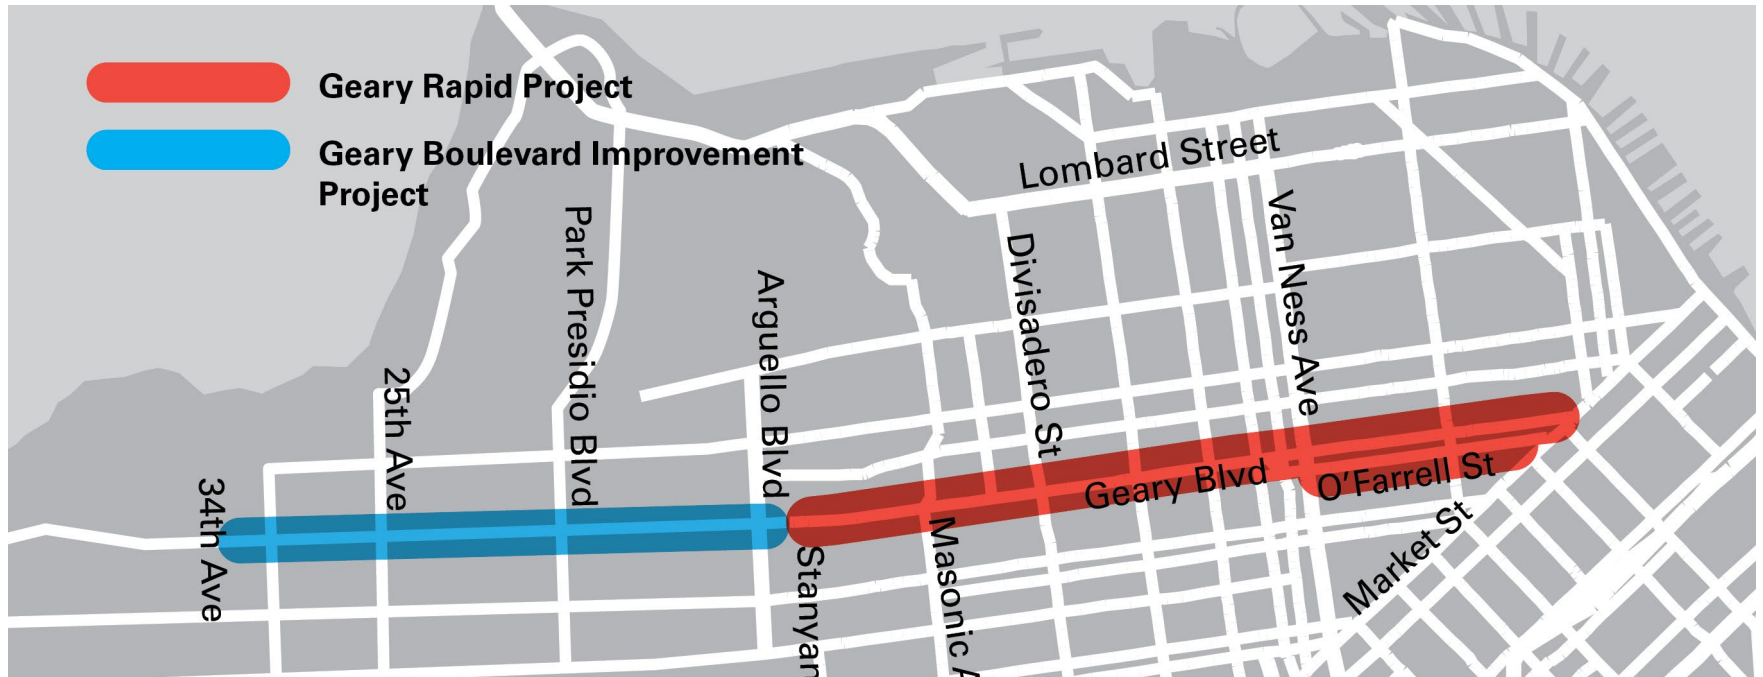 Geary Rapid Project
Geary Boulevard Improvement
Project
Lombard Street
Park Presidio Blvd
Van Ness Ave
Divisadero St
Arguello Blvd
25th Ave
34th Ave
Geary Blvd
O'Farrell St
Market St
Stanyan
Masonic A